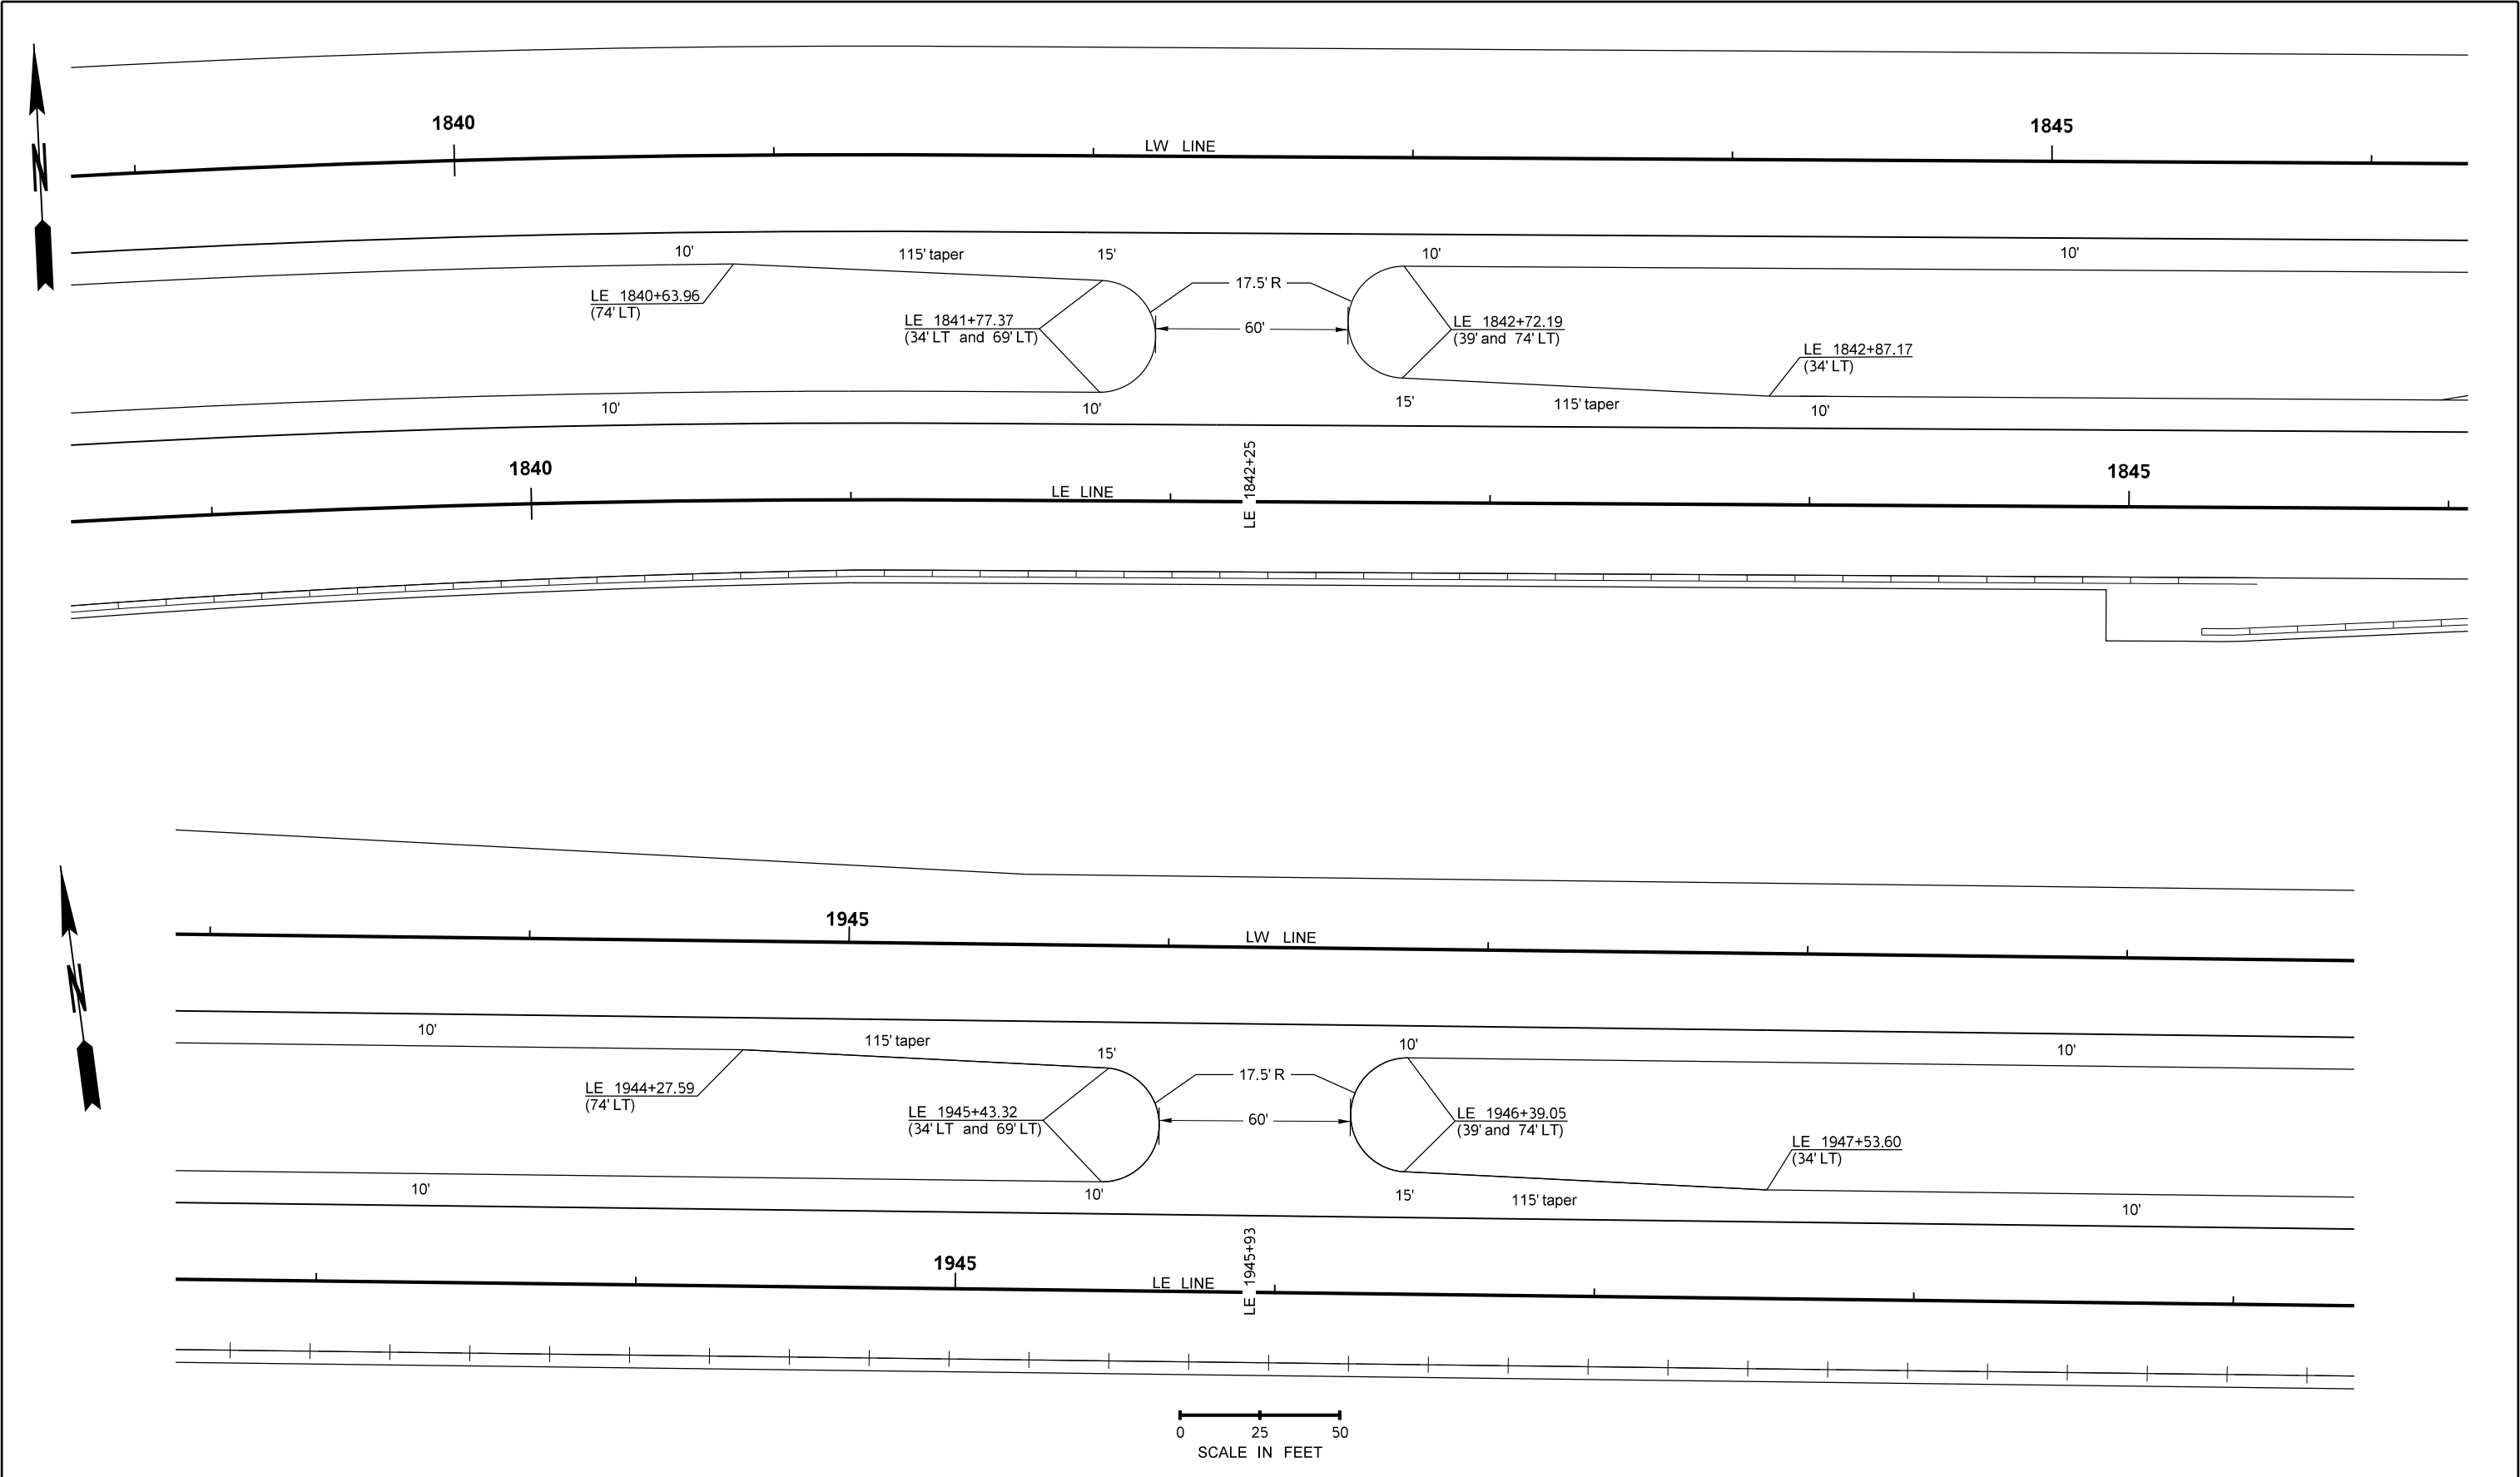 N
1840
LW LINE
1845
10'
115' taper
15'
10'
10'
LE 1840+63.96
(74' LT)
LE 1841+77.37
(34' LT and 69' LT)
17.5' R
60'
LE 1842+72.19
(39' and 74' LT)
LE 1842+87.17
(34' LT)
10'
10'
15'
115' taper
10'
1840
LE LINE
LE 1842+25
1845
N
1945
LW LINE
10'
115' taper
15'
10'
10'
LE 1944+27.59
(74' LT)
LE 1945+43.32
(34' LT and 69' LT)
17.5' R
60'
LE 1946+39.05
(39' and 74' LT)
LE 1947+53.60
(34' LT)
10'
10'
15'
115' taper
10'
1945
LE LINE
LE 1945+93
0 25 50
SCALE IN FEET